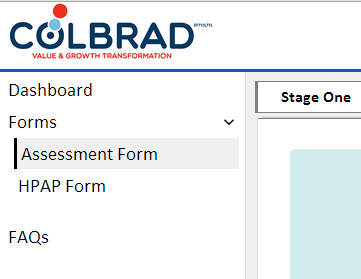 COLBRAD (PTY)LTD.
VALUE & GROWTH TRANSFORMATION
Dashboard
Stage One
Forms
Assessment Form
HPAP Form
FAQs